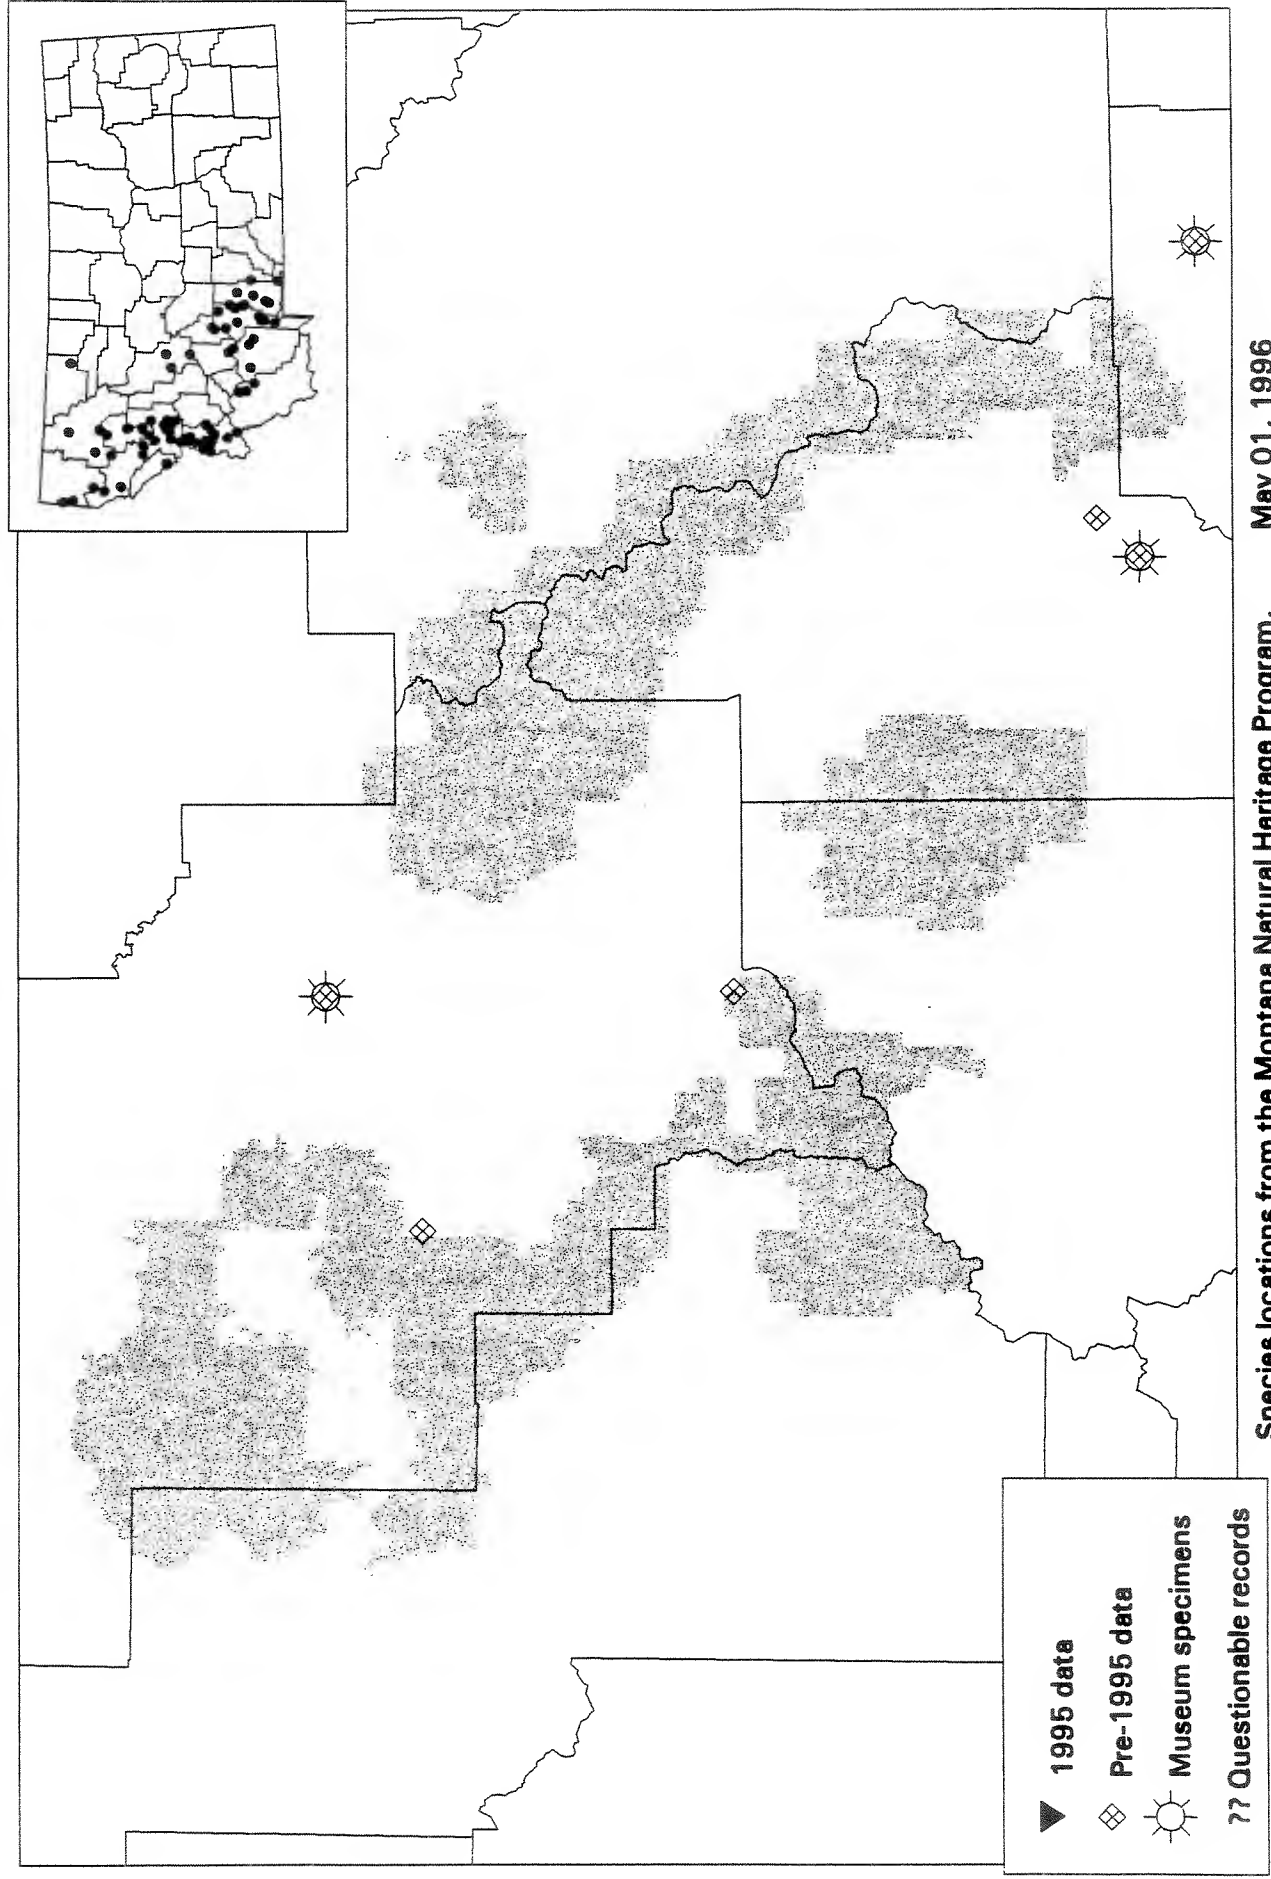 1995 data
Pre-1995 data
Museum specimens
?? Questionable records
Species locations from the Montana Natural Heritage Program. May 01, 1996